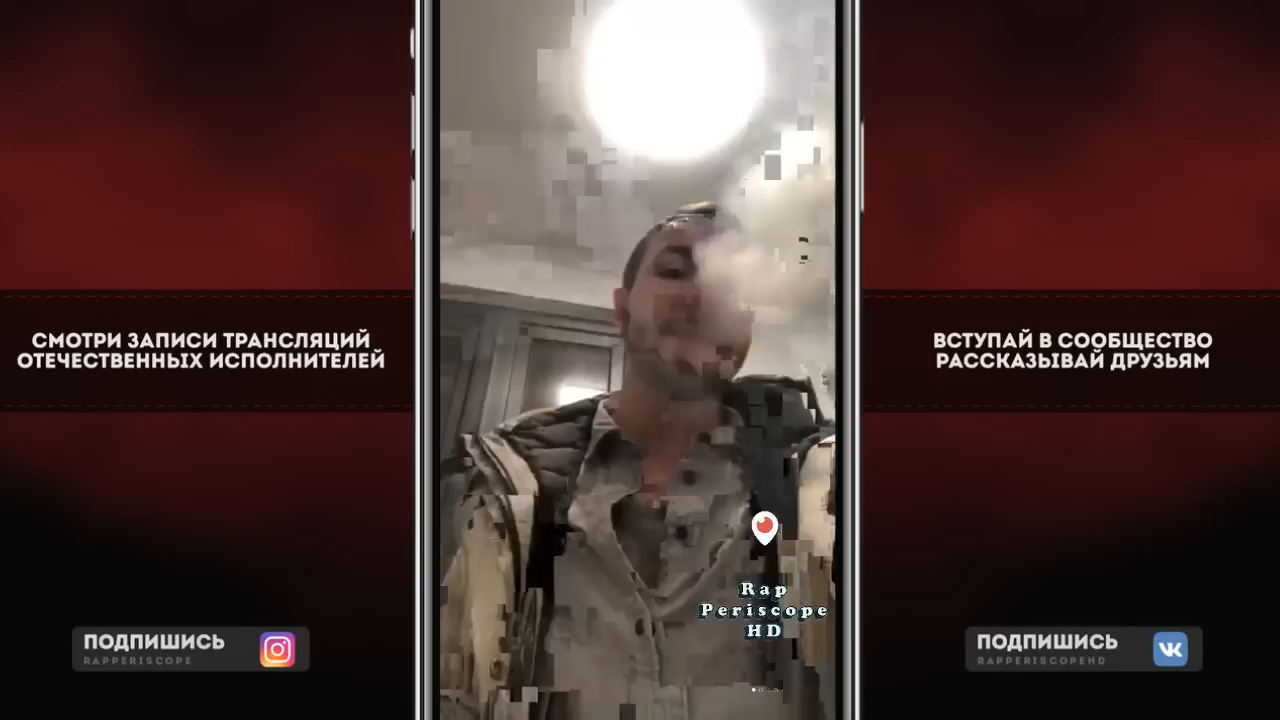 СМОТРИ ЗАПИСИ ТРАНСЛЯЦИЙ
ОТЕЧЕСТВЕННЫХ ИСПОЛНИТЕЛЕЙ
ВСТУПАЙ В СООБЩЕСТВО
РАССКАЗЫВАЙ ДРУЗЬЯМ
Rap
Periscope
HD
ПОДПИШИСЬ
RAPPERISCOPE
ПОДПИШИСЬ
RAPPERISCOPEHD